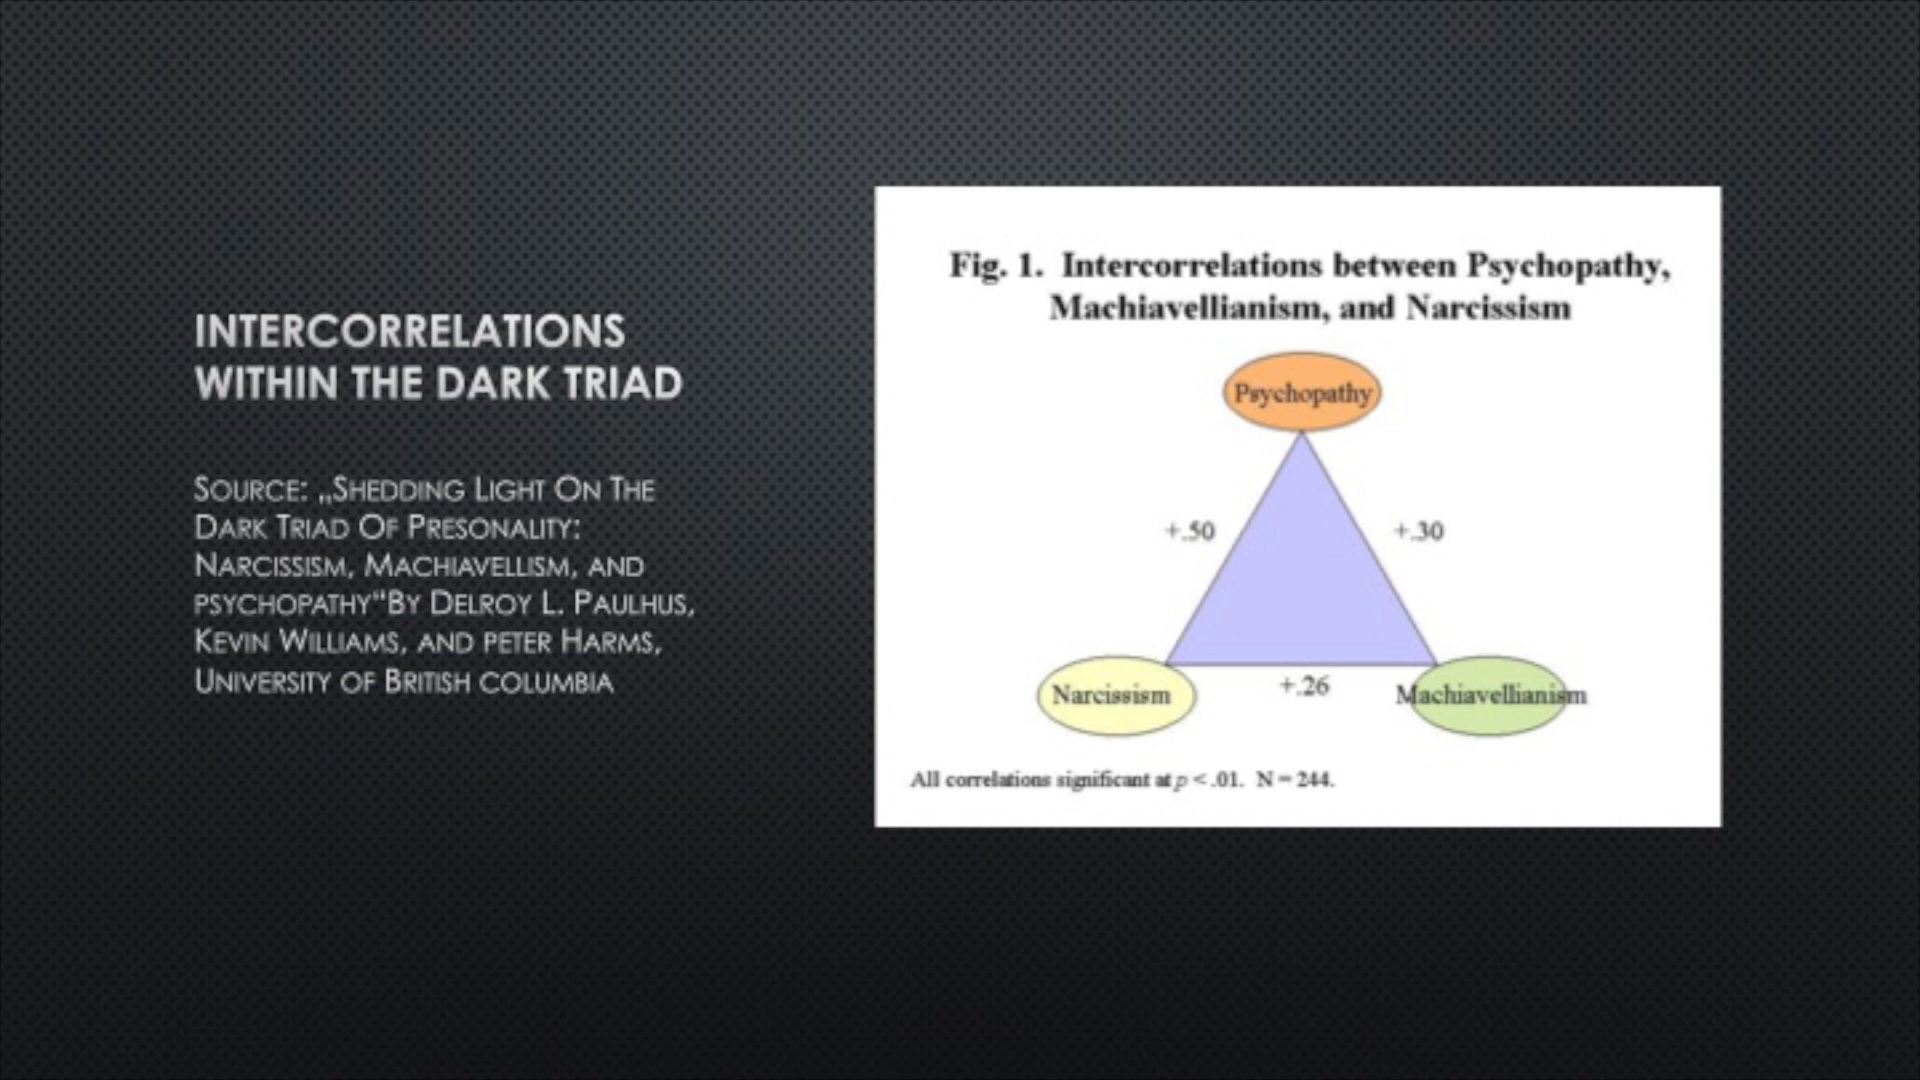 INTERCORRELATIONS
WITHIN THE DARK TRIAD
SOURCE: „SHEDDING LIGHT ON THE
DARK TRIAD OF PRESONALITY:
NARCISSISM, MACHIAVELLISM, AND
PSYCHOPATHY“BY DELROY L. PAULHUS,
KEVIN WILLIAMS, AND PETER HARMS,
UNIVERSITY OF BRITISH COLUMBIA
Fig. 1. Intercorrelations between Psychopathy,
Machiavellianism, and Narcissism
Psychopathy
+.50
+.30
Narcissism
+.26
Machiavellianism
All correlations significant at p < .01. N = 244.